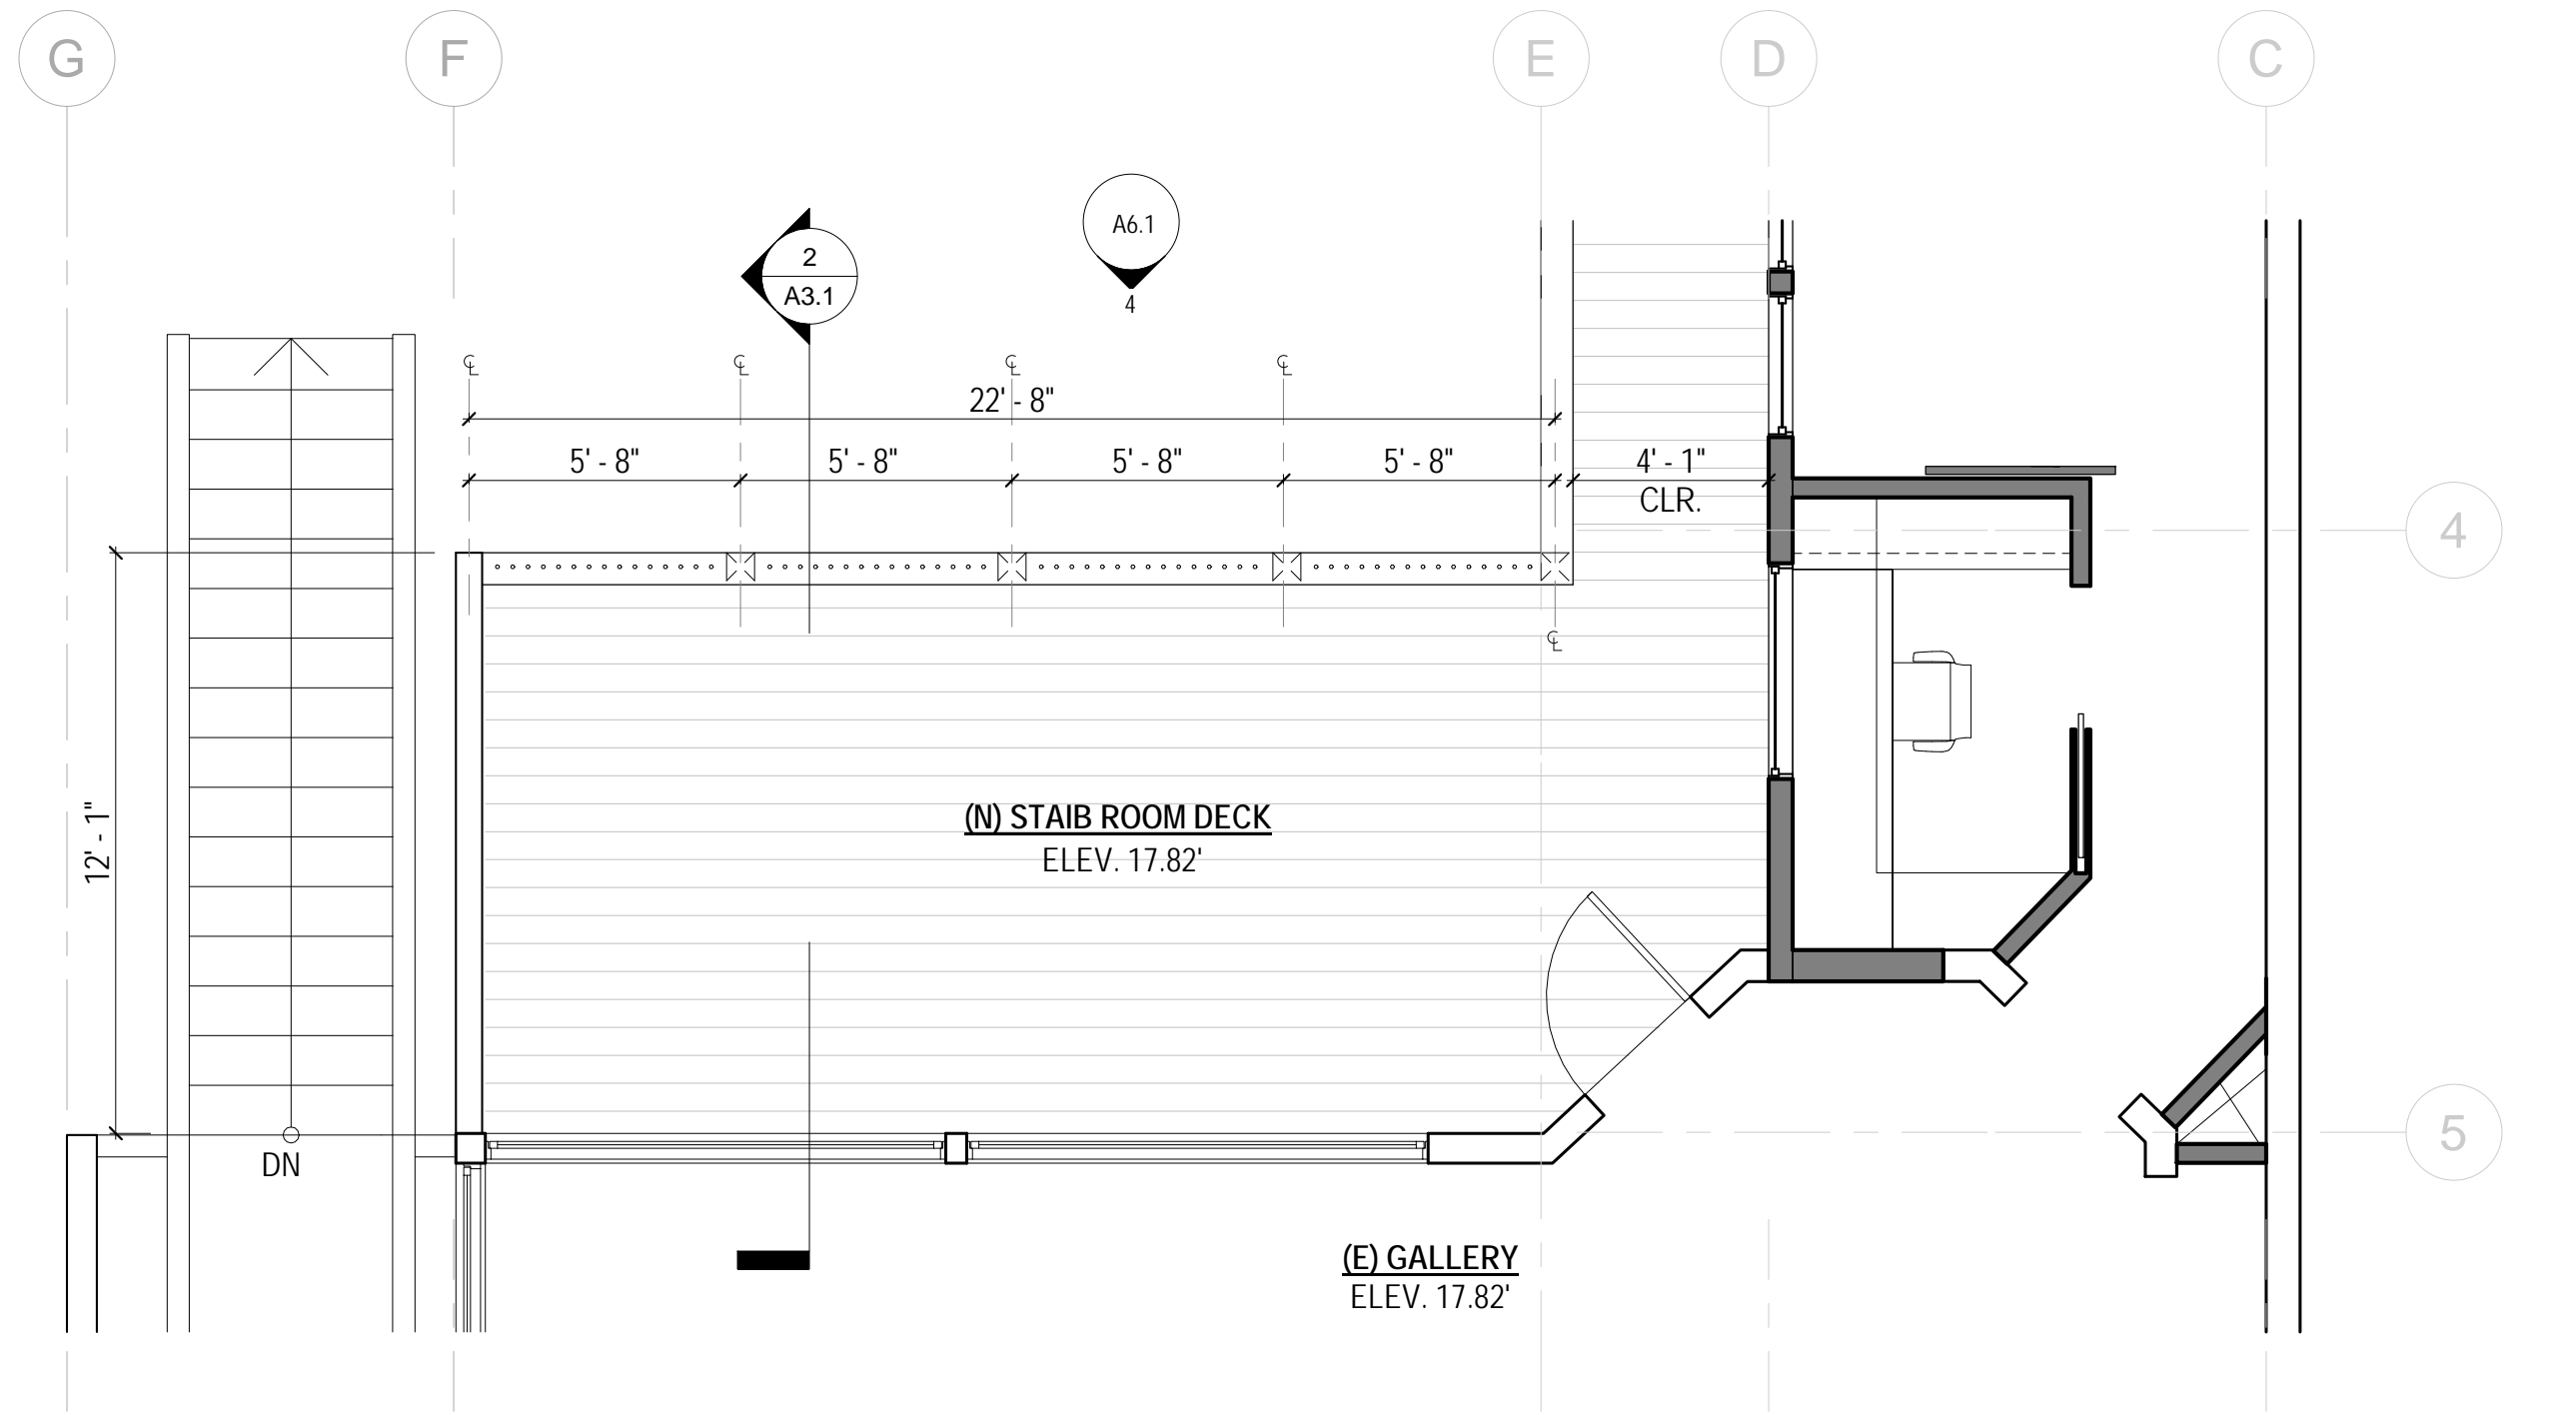 G F E D C
2
A3.1
A6.1
4
℄ ℄ ℄ ℄
22' - 8"
5' - 8" 5' - 8" 5' - 8" 5' - 8" 4' - 1"
CLR.
4
℄
12' - 1"
(N) STAIB ROOM DECK
ELEV. 17.82'
5
DN
(E) GALLERY
ELEV. 17.82'